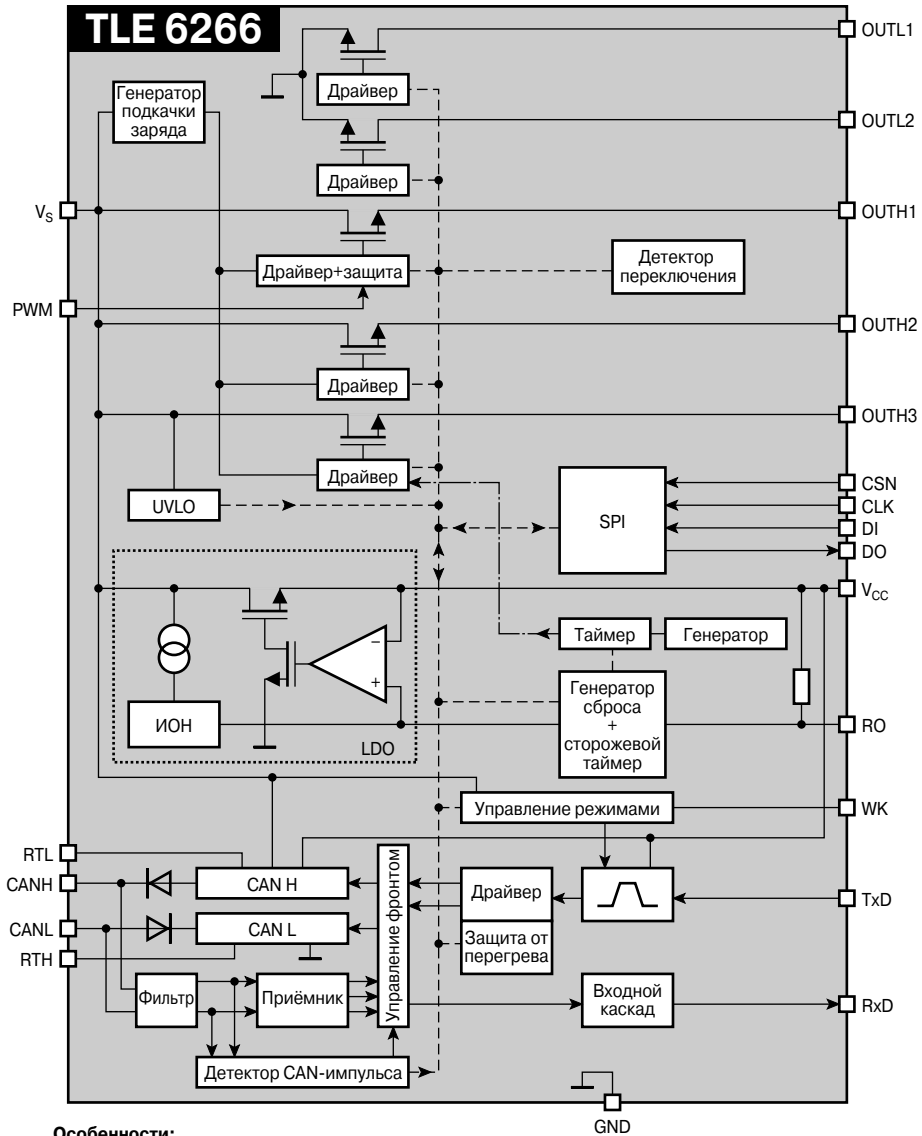 TLE 6266
OUTL1
Генератор
подкачки
заряда
Драйвер
OUTL2
Драйвер
VS
OUTH1
Драйвер+защита
Детектор
переключения
PWM
OUTH2
Драйвер
OUTH3
Драйвер
UVLO
SPI
CSN
CLK
DI
DO
VCC
Таймер
Генератор
−
+
ИОН
LDO
Генератор
сброса
+
сторожевой
таймер
RO
Управление режимами
WK
RTL
CANH
CAN H
Управление фронтом
Драйвер
TxD
CANL
CAN L
Защита от
перегрева
RTH
Фильтр
Приёмник
Входной
каскад
RxD
Детектор CAN-импульса
GND
Особенности: